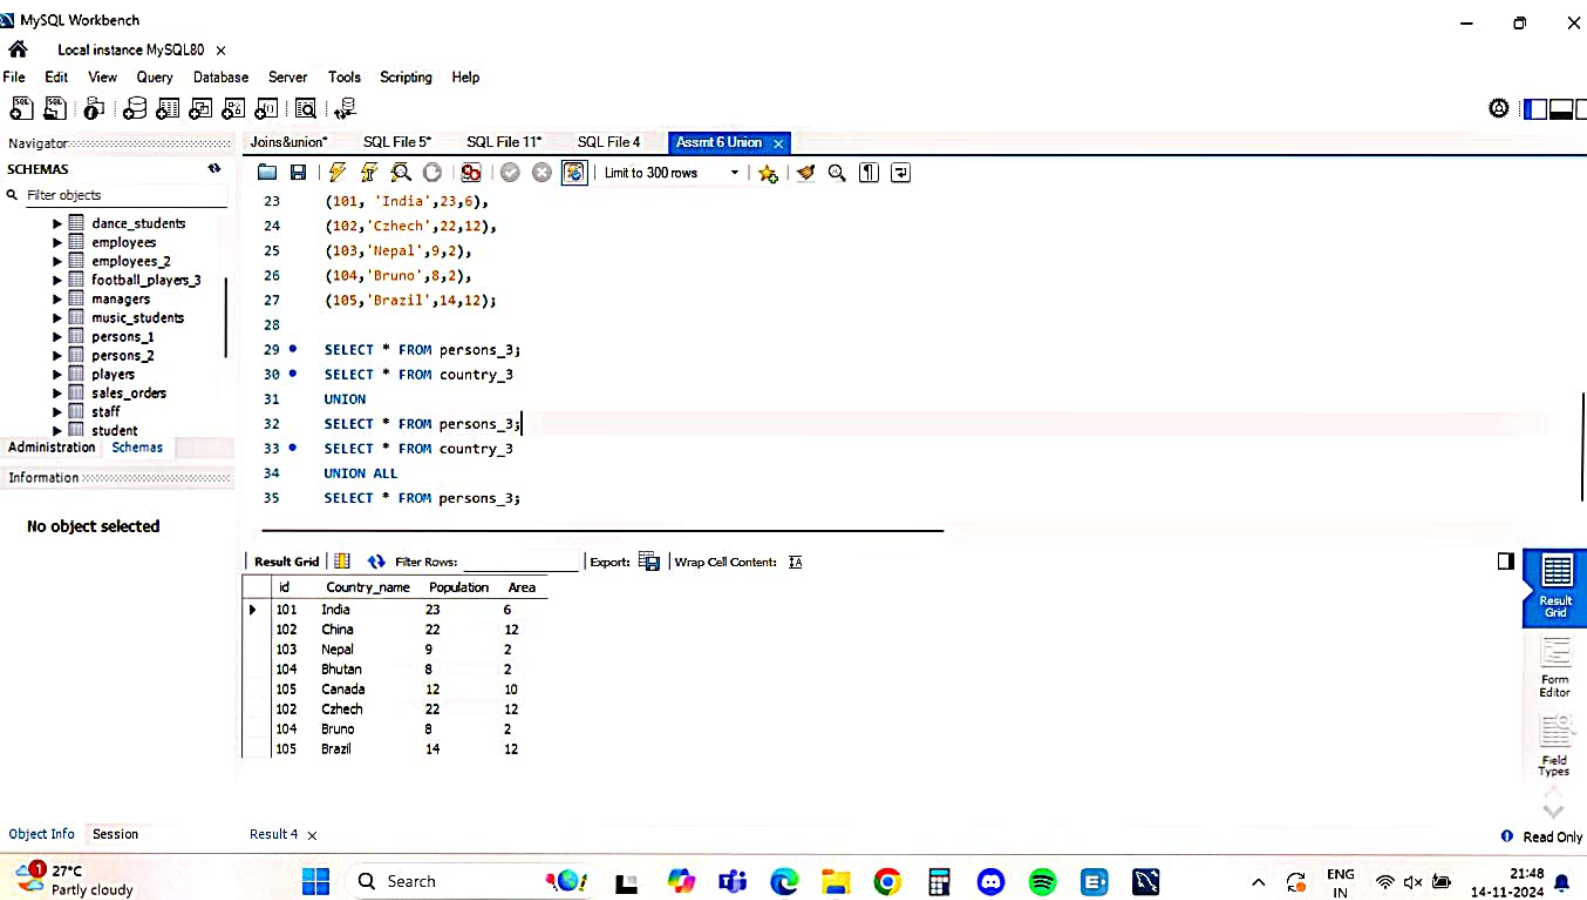 MySQL Workbench
Local instance MySQL80 ×
File Edit View Query Database Server Tools Scripting Help
Navigator
SCHEMAS
Filter objects
dance_students
employees
employees_2
football_players_3
managers
music_students
persons_1
persons_2
players
sales_orders
staff
student
Administration Schemas
Information
No object selected
Joins&union* SQL File 5* SQL File 11* SQL File 4 Assmt 6 Union ×
Limit to 300 rows
23 (101, 'India',23,6),
24 (102,'Czhech',22,12),
25 (103,'Nepal',9,2),
26 (104,'Bruno',8,2),
27 (105,'Brazil',14,12);
28
29 SELECT * FROM persons_3;
30 SELECT * FROM country_3
31 UNION
32 SELECT * FROM persons_3;
33 SELECT * FROM country_3
34 UNION ALL
35 SELECT * FROM persons_3;
Result Grid Filter Rows: Export: Wrap Cell Content:
id Country_name Population Area
101 India 23 6
102 China 22 12
103 Nepal 9 2
104 Bhutan 8 2
105 Canada 12 10
102 Czhech 22 12
104 Bruno 8 2
105 Brazil 14 12
Result
Grid
Form
Editor
Field
Types
Object Info Session
Result 4 ×
Read Only
1
27°C
Partly cloudy
Search
ENG
IN
21:48
14-11-2024